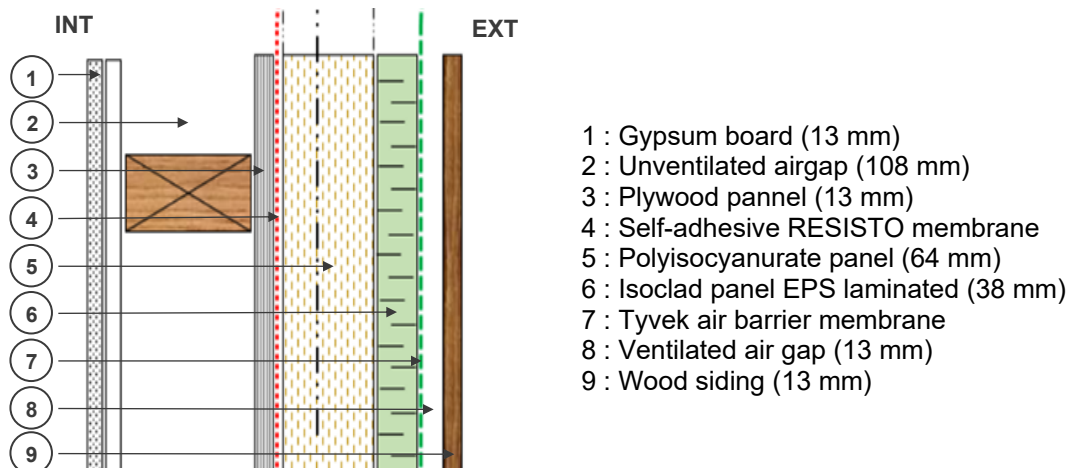 INT
EXT
1
2
3
4
5
6
7
8
9
1 : Gypsum board (13 mm)
2 : Unventilated airgap (108 mm)
3 : Plywood pannel (13 mm)
4 : Self-adhesive RESISTO membrane
5 : Polyisocyanurate panel (64 mm)
6 : Isoclad panel EPS laminated (38 mm)
7 : Tyvek air barrier membrane
8 : Ventilated air gap (13 mm)
9 : Wood siding (13 mm)